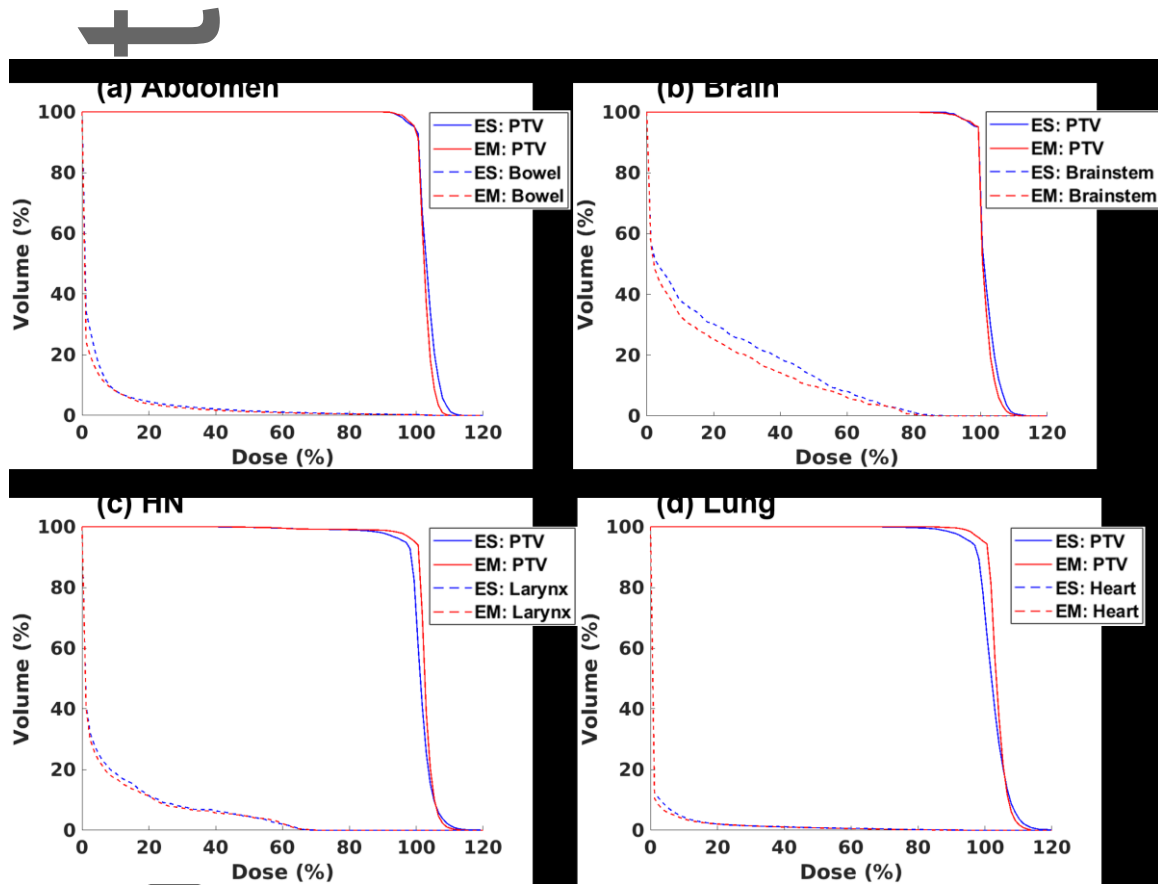 t
(a) Abdomen
100
80
60
40
20
0
0 20 40 60 80 100 120
Volume (%)
Dose (%)
ES: PTV
EM: PTV
ES: Bowel
EM: Bowel
(b) Brain
100
80
60
40
20
0
0 20 40 60 80 100 120
Volume (%)
Dose (%)
ES: PTV
EM: PTV
ES: Brainstem
EM: Brainstem
(c) HN
100
80
60
40
20
0
0 20 40 60 80 100 120
Volume (%)
Dose (%)
ES: PTV
EM: PTV
ES: Larynx
EM: Larynx
(d) Lung
100
80
60
40
20
0
0 20 40 60 80 100 120
Volume (%)
Dose (%)
ES: PTV
EM: PTV
ES: Heart
EM: Heart